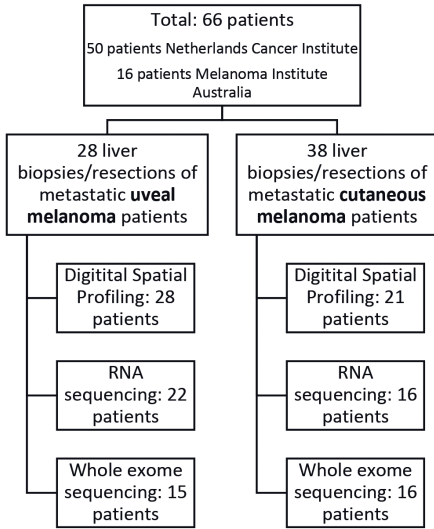 Total: 66 patients
50 patients Netherlands Cancer Institute
16 patients Melanoma Institute
Australia
28 liver
biopsies/resections of
metastatic uveal
melanoma patients
38 liver
biopsies/resections of
metastatic cutaneous
melanoma patients
Digitital Spatial
Profiling: 28
patients
Digitital Spatial
Profiling: 21
patients
RNA
sequencing: 22
patients
RNA
sequencing: 16
patients
Whole exome
sequencing: 15
patients
Whole exome
sequencing: 16
patients